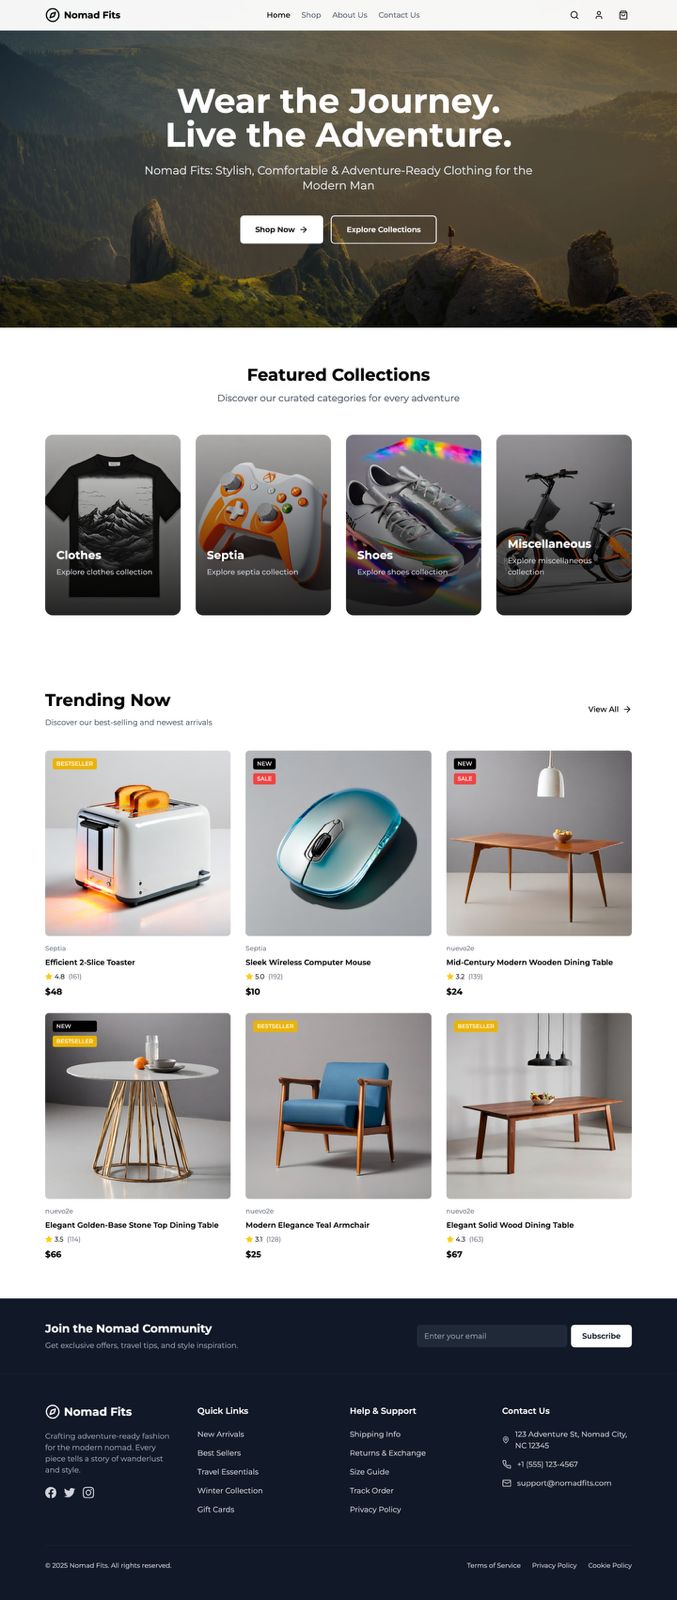 Nomad Fits
Home Shop About Us Contact Us
Wear the Journey.
Live the Adventure.
Nomad Fits: Stylish, Comfortable & Adventure-Ready Clothing for the
Modern Man
Shop Now
Explore Collections
Featured Collections
Discover our curated categories for every adventure
Clothes
Explore clothes collection
Septia
Explore septia collection
Shoes
Explore shoes collection
Miscellaneous
Explore miscellaneous
collection
Trending Now
Discover our best-selling and newest arrivals
View All
BESTSELLER
Septia
Efficient 2-Slice Toaster
4.8 (161)
$48
NEW
SALE
Septia
Sleek Wireless Computer Mouse
5.0 (192)
$10
NEW
SALE
nuevo2e
Mid-Century Modern Wooden Dining Table
3.2 (139)
$24
NEW
BESTSELLER
nuevo2e
Elegant Golden-Base Stone Top Dining Table
3.5 (114)
$66
BESTSELLER
nuevo2e
Modern Elegance Teal Armchair
3.1 (128)
$25
BESTSELLER
nuevo2e
Elegant Solid Wood Dining Table
4.3 (163)
$67
Join the Nomad Community
Get exclusive offers, travel tips, and style inspiration.
Enter your email
Subscribe
Nomad Fits
Crafting adventure-ready fashion
for the modern nomad. Every
piece tells a story of wanderlust
and style.
Quick Links
New Arrivals
Best Sellers
Travel Essentials
Winter Collection
Gift Cards
Help & Support
Shipping Info
Returns & Exchange
Size Guide
Track Order
Privacy Policy
Contact Us
123 Adventure St, Nomad City,
NC 12345
+1 (555) 123-4567
support@nomadfits.com
© 2025 Nomad Fits. All rights reserved.
Terms of Service Privacy Policy Cookie Policy